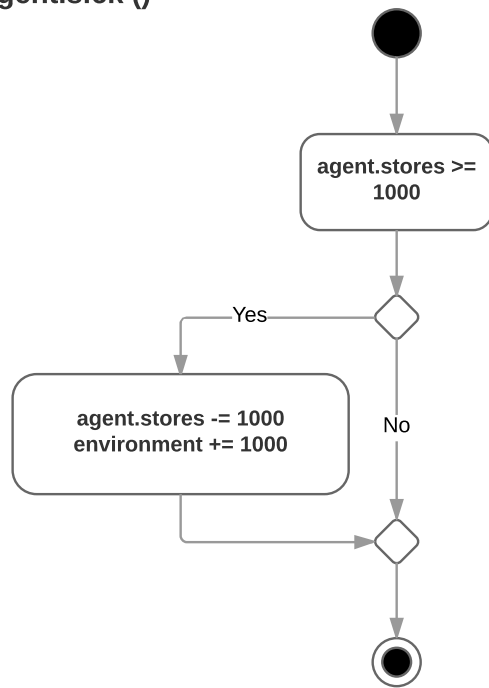 agent.stores >=
1000
Yes
agent.stores -= 1000
environment += 1000
No